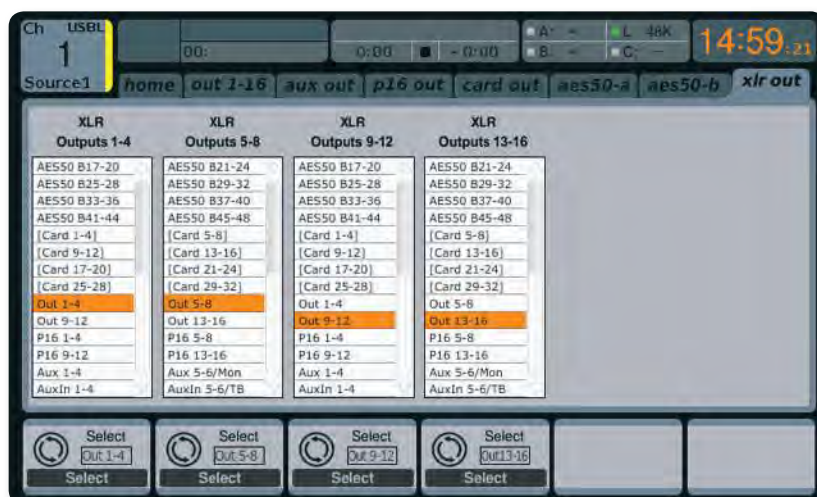 Ch USBL
1
Source1
00:
0:00 - 0:00
A: - L 48K
B: - C: -
14:59:21
home out 1-16 aux out p16 out card out aes50-a aes50-b xlr out
XLR Outputs 1-4
AES50 B17-20
AES50 B25-28
AES50 B33-36
AES50 B41-44
[Card 1-4]
[Card 9-12]
[Card 17-20]
[Card 25-28]
Out 1-4
Out 9-12
P16 1-4
P16 9-12
Aux 1-4
AuxIn 1-4
XLR Outputs 5-8
AES50 B21-24
AES50 B29-32
AES50 B37-40
AES50 B45-48
[Card 5-8]
[Card 13-16]
[Card 21-24]
[Card 29-32]
Out 5-8
Out 13-16
P16 5-8
P16 13-16
Aux 5-6/Mon
AuxIn 5-6/TB
XLR Outputs 9-12
AES50 B17-20
AES50 B25-28
AES50 B33-36
AES50 B41-44
[Card 1-4]
[Card 9-12]
[Card 17-20]
[Card 25-28]
Out 1-4
Out 9-12
P16 1-4
P16 9-12
Aux 1-4
AuxIn 1-4
XLR Outputs 13-16
AES50 B21-24
AES50 B29-32
AES50 B37-40
AES50 B45-48
[Card 5-8]
[Card 13-16]
[Card 21-24]
[Card 29-32]
Out 5-8
Out 13-16
P16 5-8
P16 13-16
Aux 5-6/Mon
AuxIn 5-6/TB
Select
Out 1-4
Select
Select
Out 5-8
Select
Select
Out 9-12
Select
Select
Out13-16
Select